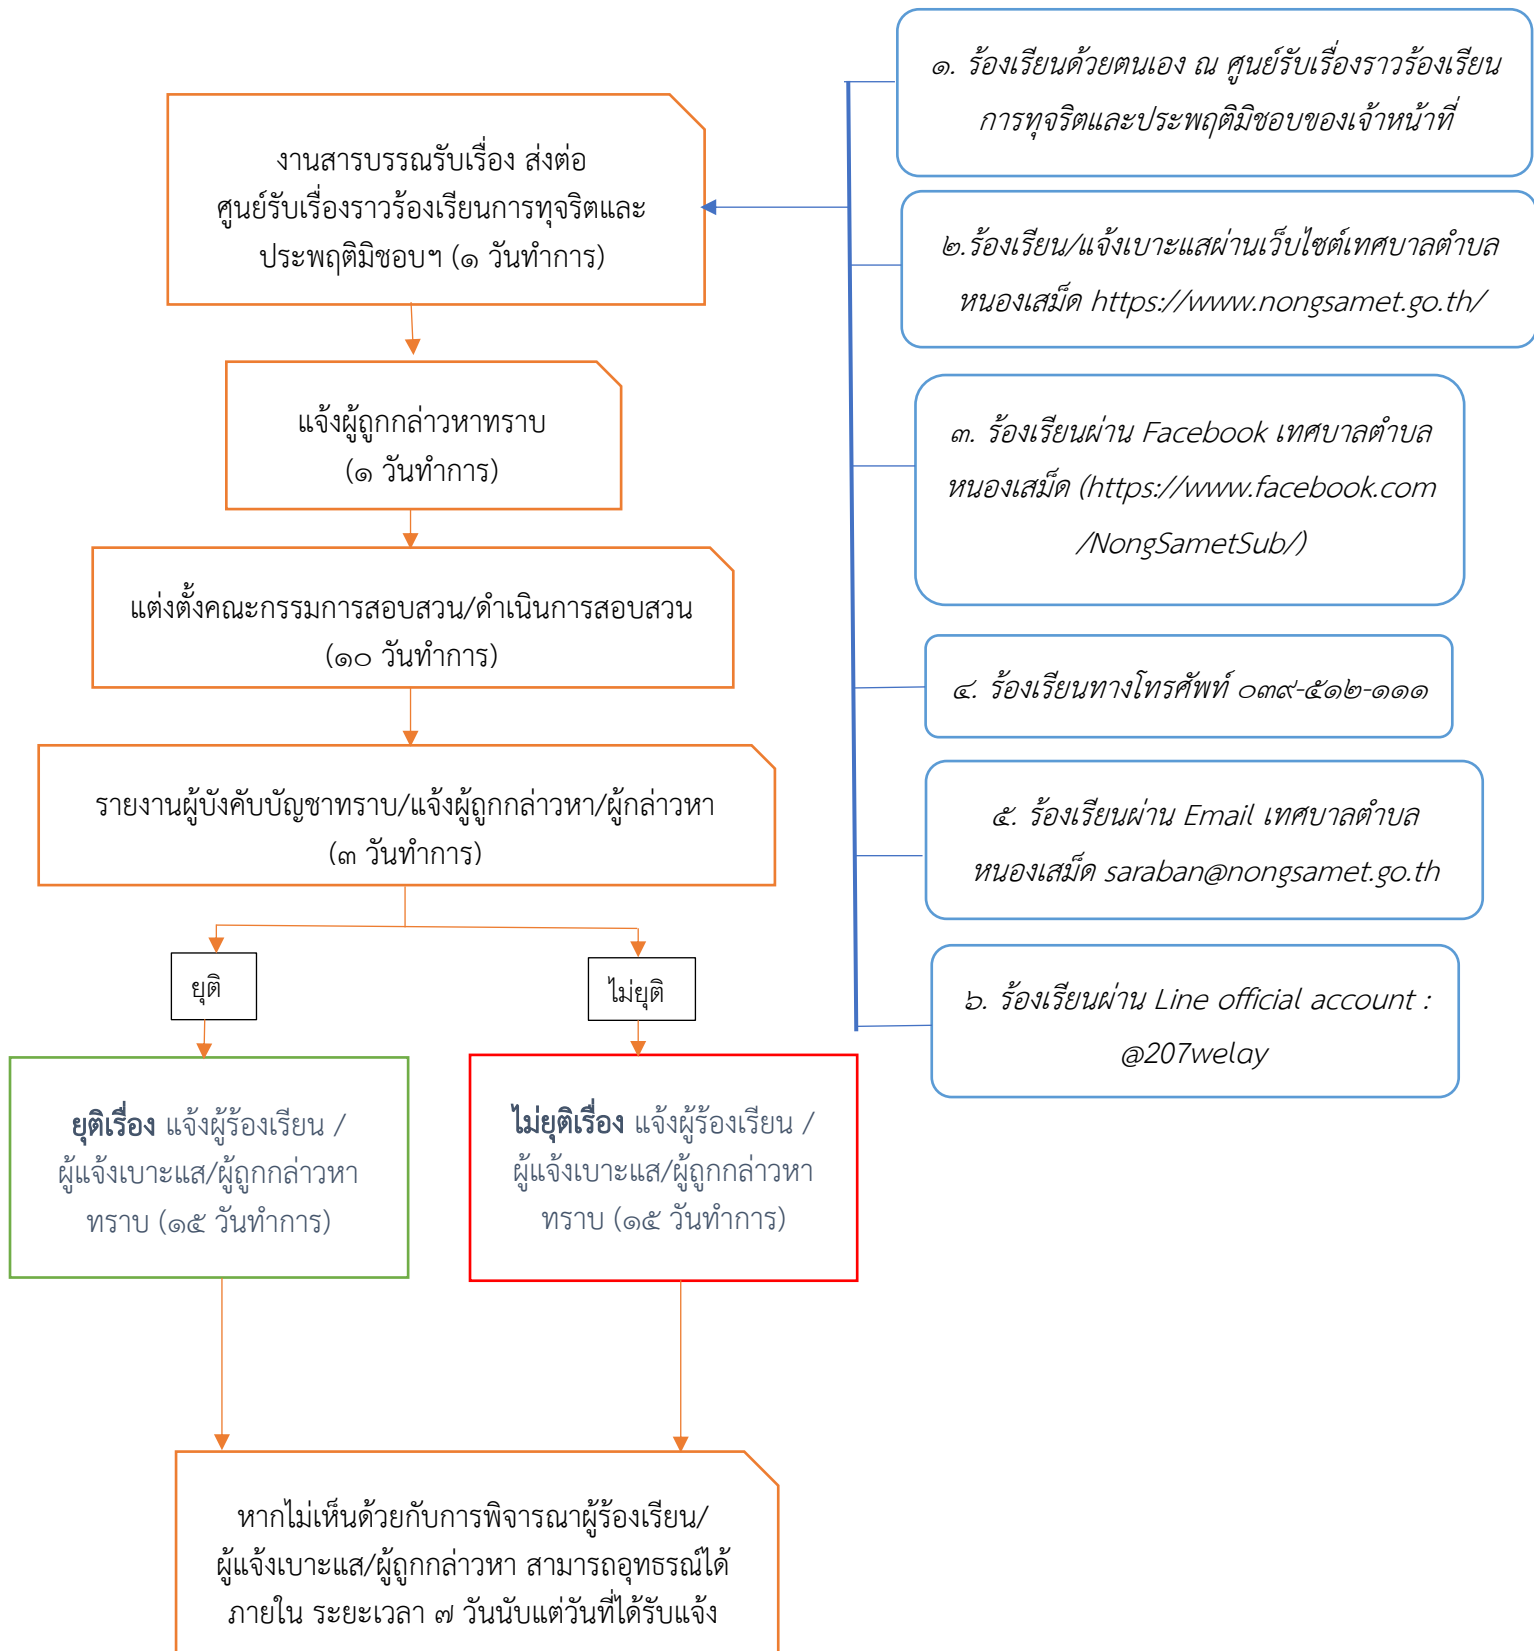 ๑. ร้องเรียนด้วยตนเอง ณ ศูนย์รับเรื่องราวร้องเรียน
การทุจริตและประพฤติมิชอบของเจ้าหน้าที่
งานสารบรรณรับเรื่อง ส่งต่อ
ศูนย์รับเรื่องราวร้องเรียนการทุจริตและ
ประพฤติมิชอบฯ (๑ วันทำการ)
๒.ร้องเรียน/แจ้งเบาะแสผ่านเว็บไซต์เทศบาลตำบล
หนองเสม็ด https://www.nongsamet.go.th/
แจ้งผู้ถูกกล่าวหาทราบ
(๑ วันทำการ)
๓. ร้องเรียนผ่าน Facebook เทศบาลตำบล
หนองเสม็ด (https://www.facebook.com
/NongSametSub/)
แต่งตั้งคณะกรรมการสอบสวน/ดำเนินการสอบสวน
(๑๐ วันทำการ)
๔. ร้องเรียนทางโทรศัพท์ ๐๓๙-๕๑๒-๑๑๑
รายงานผู้บังคับบัญชาทราบ/แจ้งผู้ถูกกล่าวหา/ผู้กล่าวหา
(๓ วันทำการ)
๕. ร้องเรียนผ่าน Email เทศบาลตำบล
หนองเสม็ด saraban@nongsamet.go.th
ยุติ
ไม่ยุติ
๖. ร้องเรียนผ่าน Line official account :
@207welay
ยุติเรื่อง แจ้งผู้ร้องเรียน /
ผู้แจ้งเบาะแส/ผู้ถูกกล่าวหา
ทราบ (๑๕ วันทำการ)
ไม่ยุติเรื่อง แจ้งผู้ร้องเรียน /
ผู้แจ้งเบาะแส/ผู้ถูกกล่าวหา
ทราบ (๑๕ วันทำการ)
หากไม่เห็นด้วยกับการพิจารณาผู้ร้องเรียน/
ผู้แจ้งเบาะแส/ผู้ถูกกล่าวหา สามารถอุทธรณ์ได้
ภายใน ระยะเวลา ๗ วันนับแต่วันที่ได้รับแจ้ง